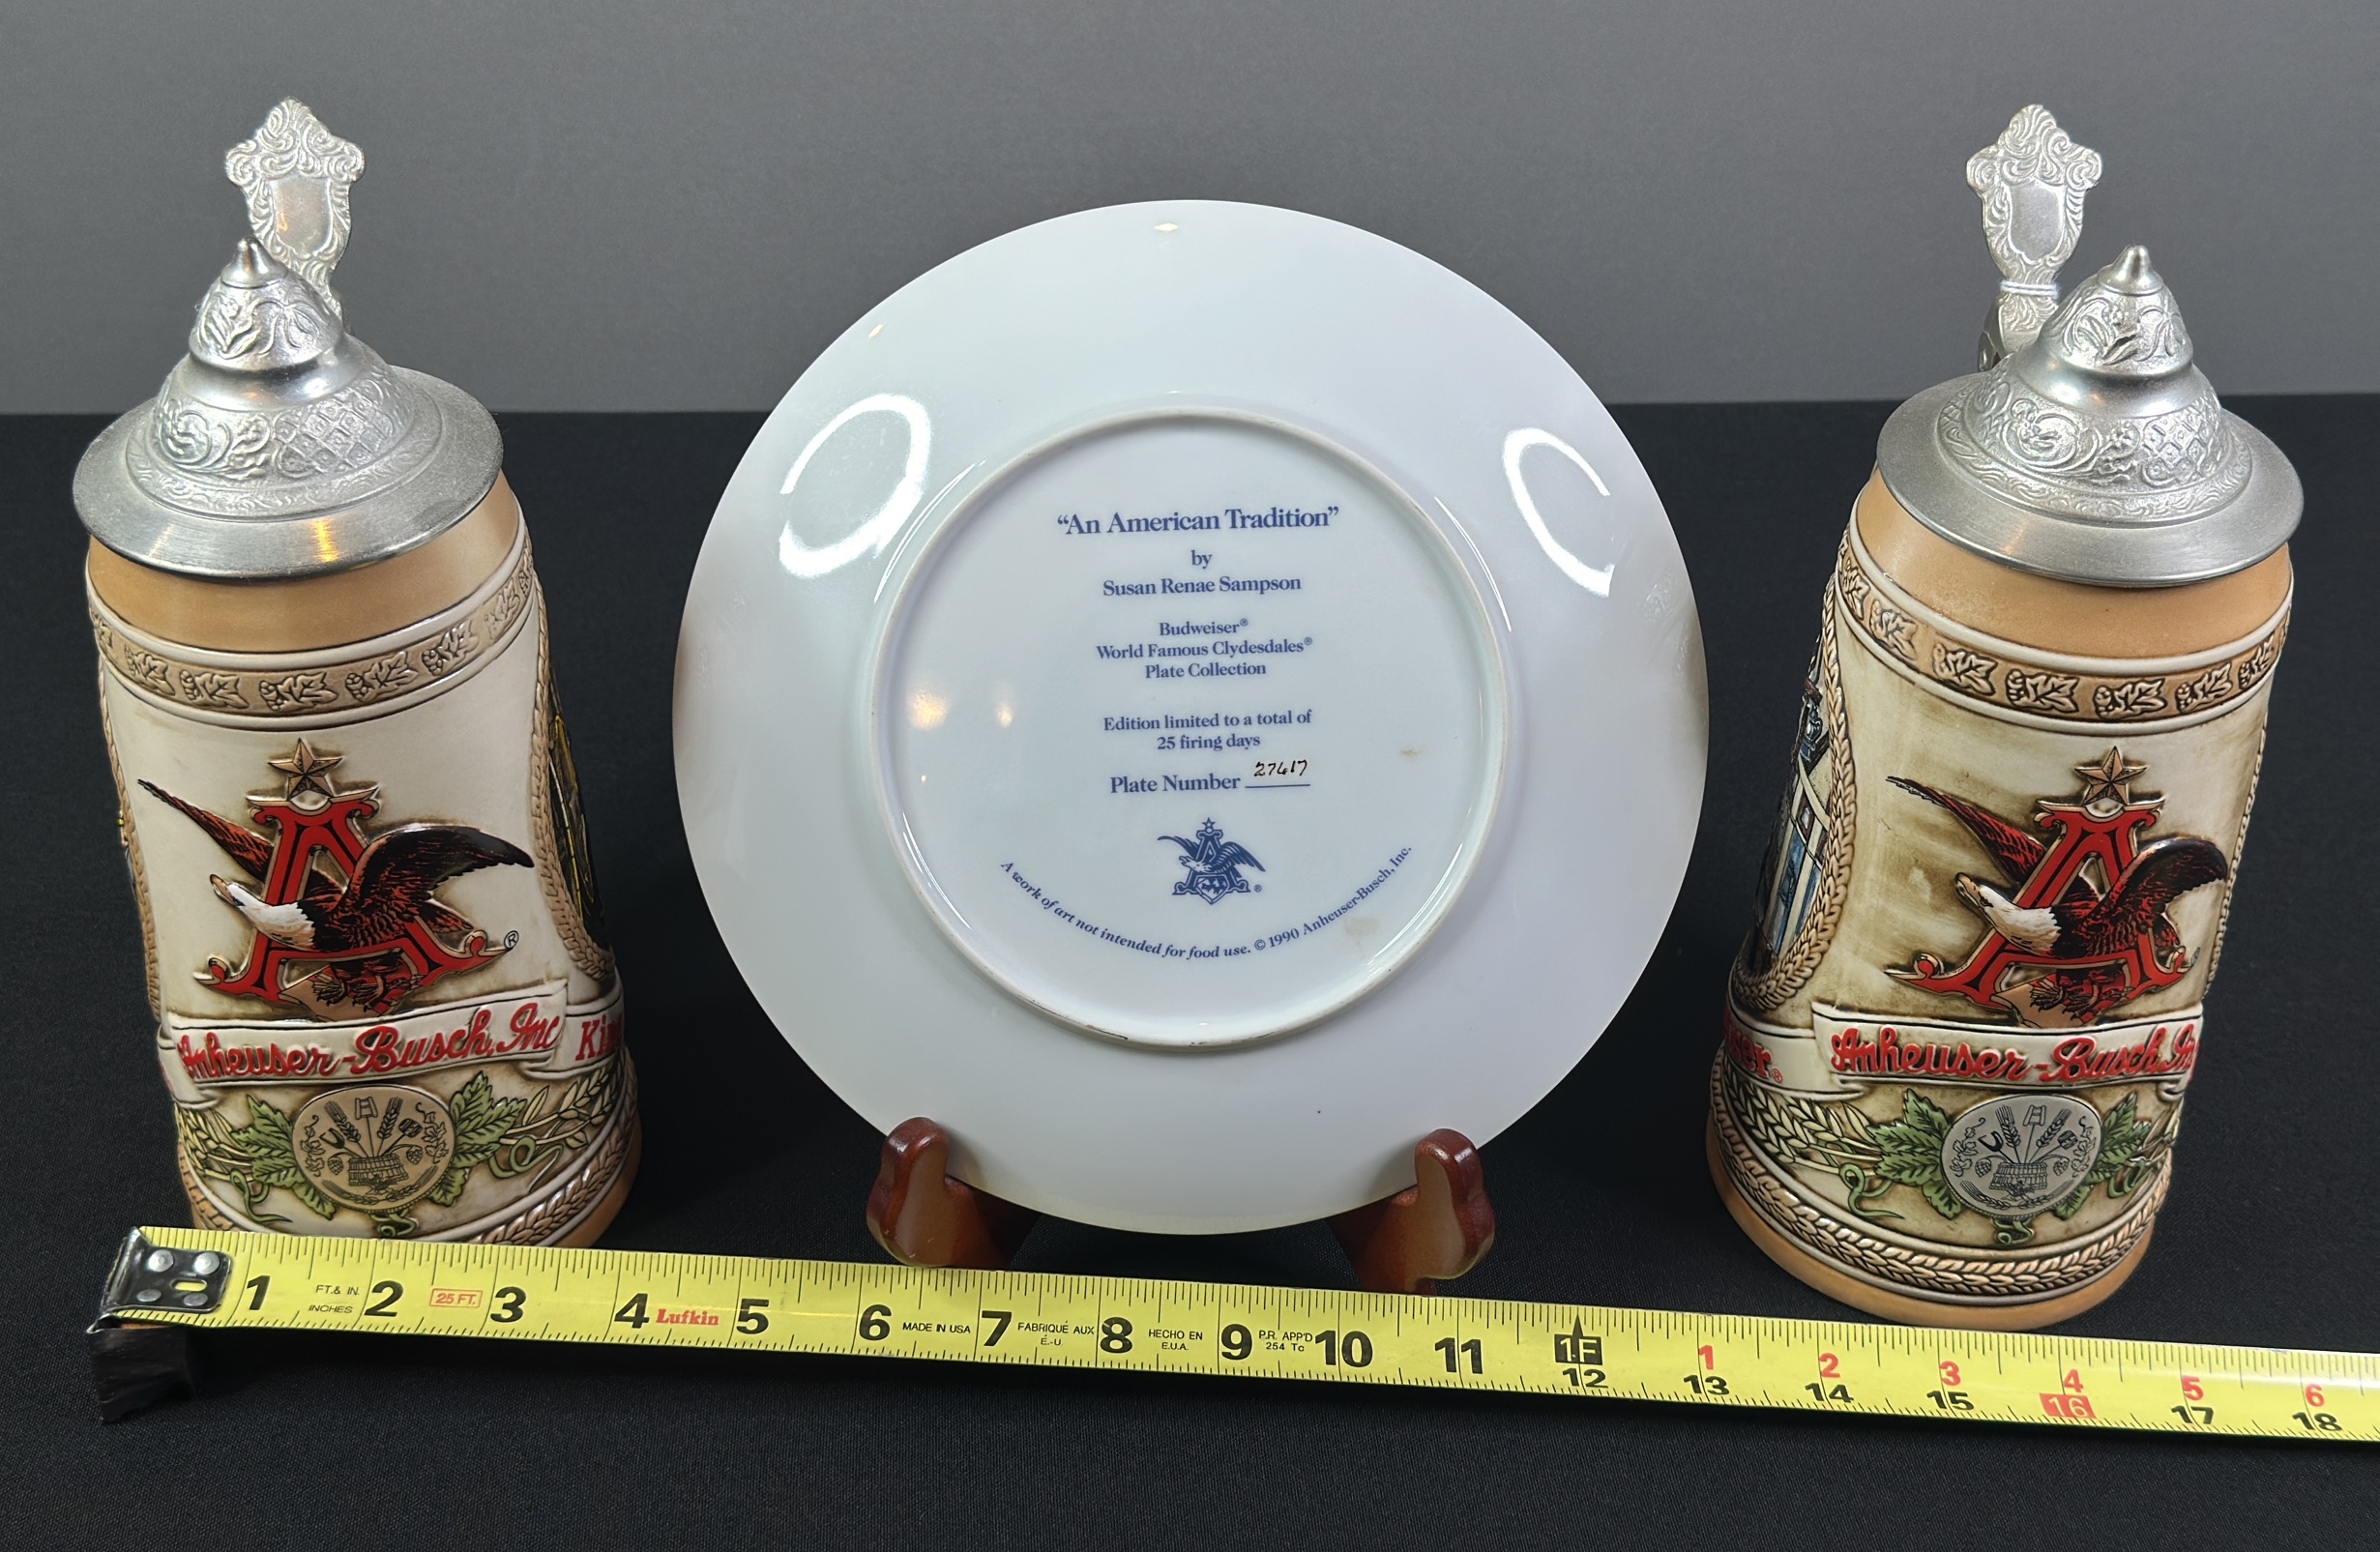 “An American Tradition”
by
Susan Renae Sampson
Budweiser®
World Famous Clydesdales®
Plate Collection
Edition limited to a total of
25 firing days
Plate Number 27617
A work of art not intended for food use. © 1990 Anheuser-Busch, Inc.
A
®
Anheuser-Busch, Inc
A
®
Anheuser-Busch, In
1 FT. & IN. INCHES 2 25 FT. 3 4 Lufkin 5 6 MADE IN USA 7 FABRIQUÉ AUX É.-U. 8 HECHO EN E.U.A. 9 P.R. APP'D 254 Tc 10 11 1F 12 1 13 2 14 3 15 4 16 5 17 6 18